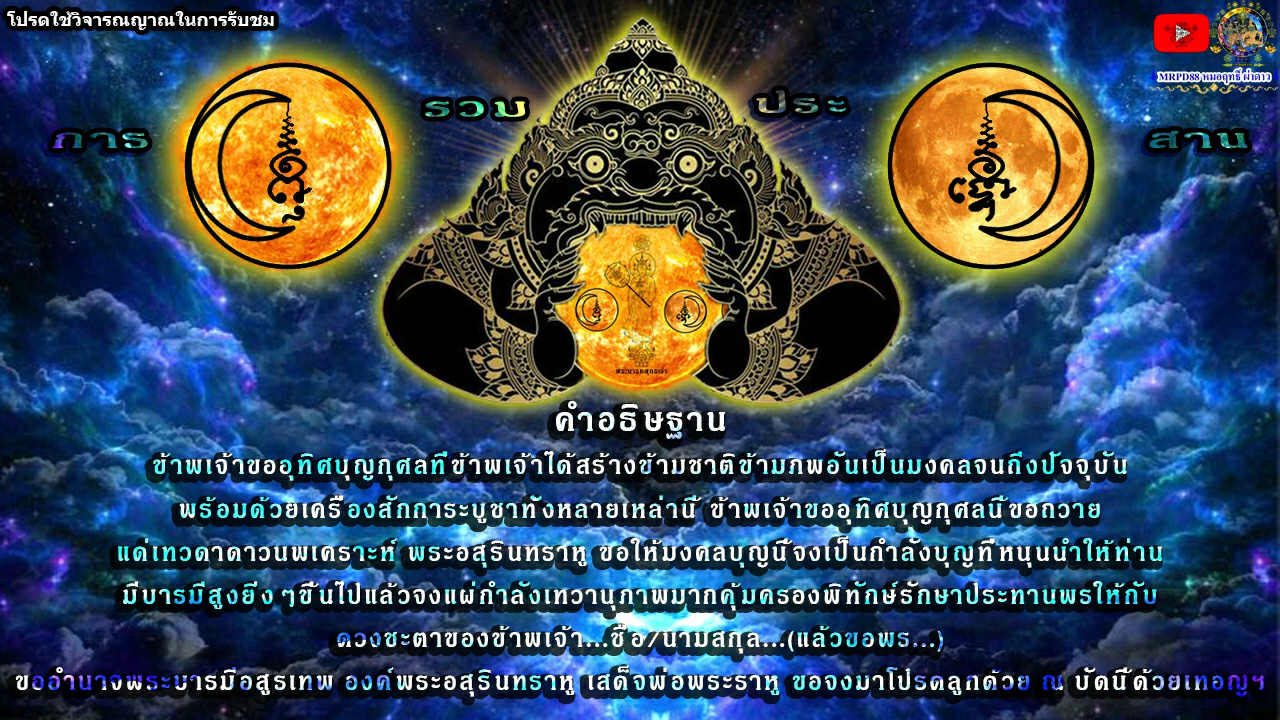 โปรดใช้วิจารณญาณในการรับชม
MRPD88 หมอฤทธิ์ ผ่าดาว
การ รวม ประ สาน
คำอธิษฐาน
ข้าพเจ้าขออุทิศบุญกุศลที่ข้าพเจ้าได้สร้างข้ามชาติข้ามภพอันเป็นมงคลจนถึงปัจจุบัน
พร้อมด้วยเครื่องสักการะบูชาทั้งหลายเหล่านี้ ข้าพเจ้าขออุทิศบุญกุศลนี้ขอถวาย
แด่เทวดาดาวนพเคราะห์ พระอสุรินทราหู ขอให้มงคลบุญนี้จงเป็นกำลังบุญที่หนุนนำให้ท่าน
มีบารมีสูงยิ่งๆขึ้นไปแล้วจงแผ่กำลังเทวานุภาพมากคุ้มครองพิทักษ์รักษาประทานพรให้กับ
ดวงชะตาของข้าพเจ้า...ชื่อ/นามสกุล...(แล้วขอพร...)
ขออำนาจพระบารมีอสูรเทพ องค์พระอสุรินทราหู เสด็จพ่อพระราหู ขอจงมาโปรดลูกด้วย ณ บัดนี้ด้วยเทอญฯ